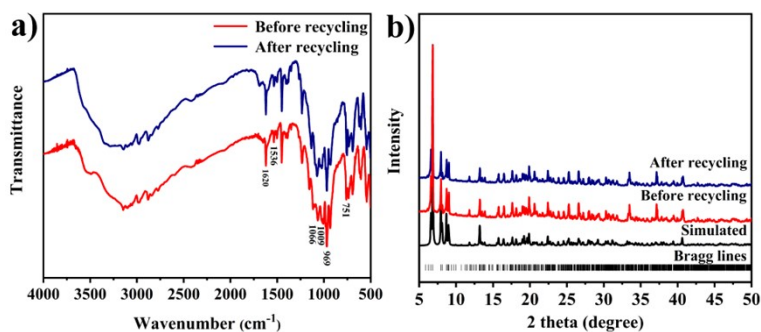 a)
Before recycling
After recycling
Transmittance
1620
1536
1066
1009
969
751
4000 3500 3000 2500 2000 1500 1000 500
Wavenumber (cm⁻¹)
b)
Intensity
After recycling
Before recycling
Simulated
Bragg lines
5 10 15 20 25 30 35 40 45 50
2 theta (degree)